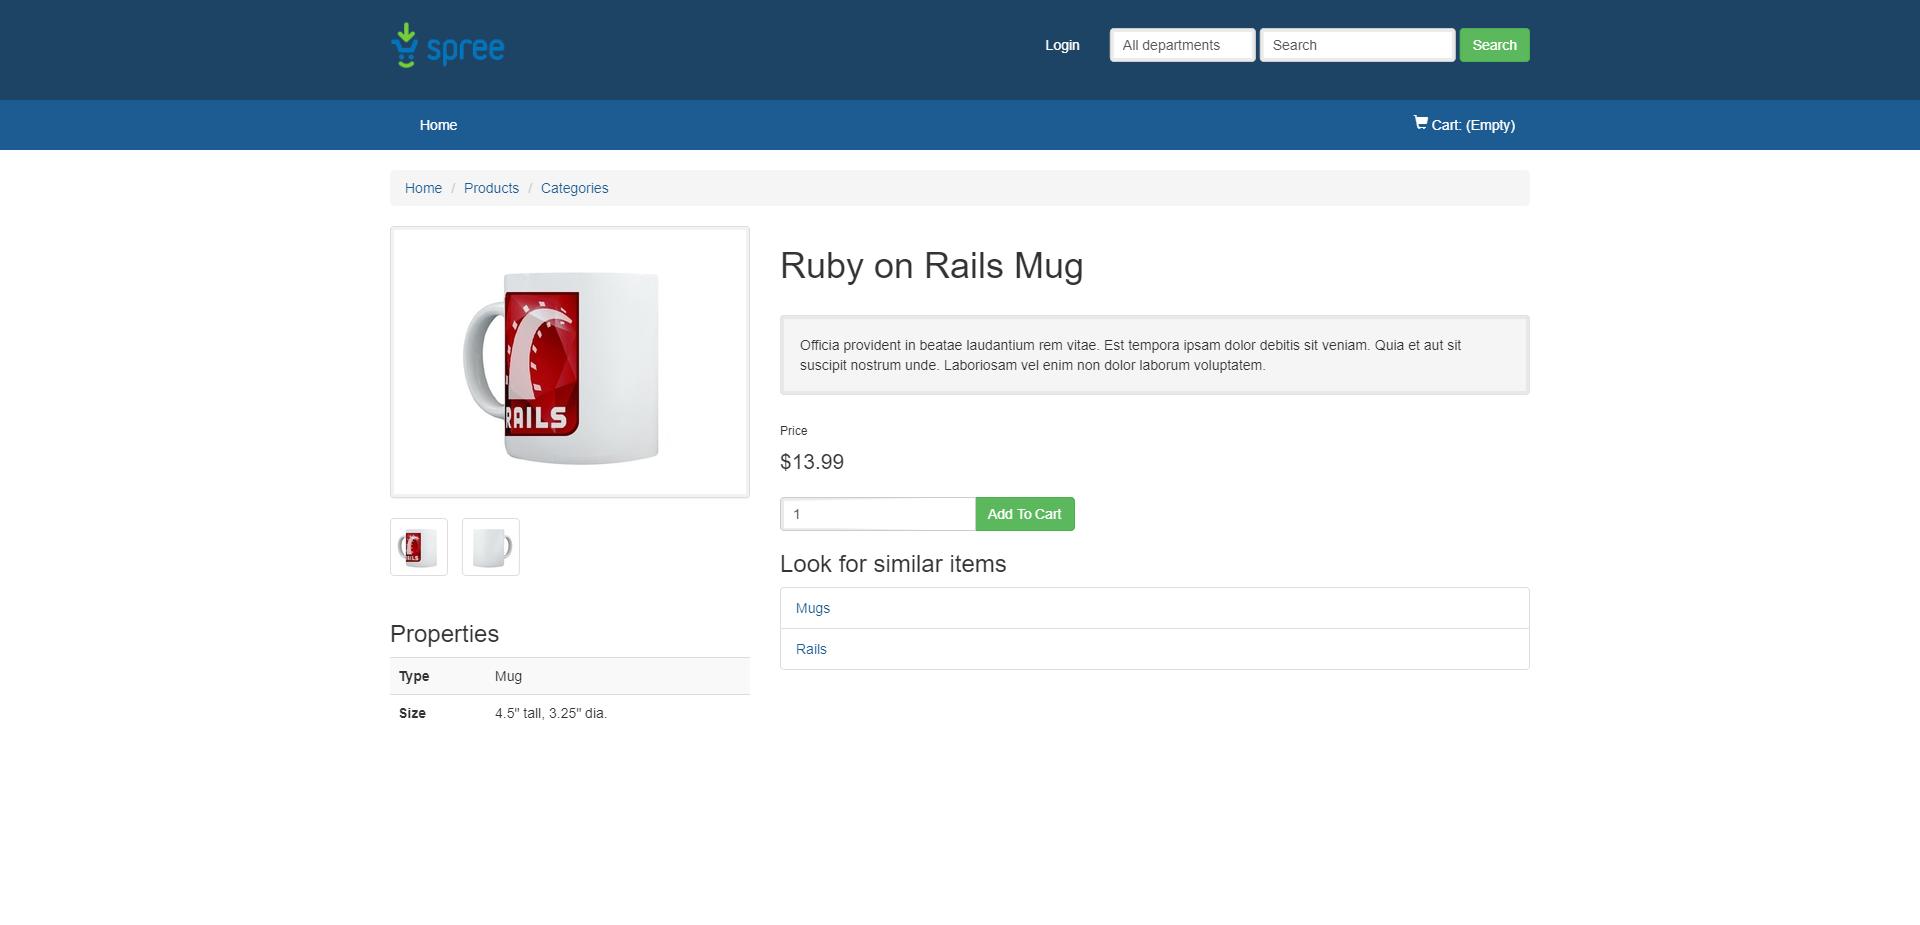 spree
Login
All departments
Search
Search
Home
Cart: (Empty)
Home / Products / Categories
RAILS
RAILS
Ruby on Rails Mug
Officia provident in beatae laudantium rem vitae. Est tempora ipsam dolor debitis sit veniam. Quia et aut sit
suscipit nostrum unde. Laboriosam vel enim non dolor laborum voluptatem.
Price
$13.99
1
Add To Cart
Look for similar items
Mugs
Rails
Properties
Type Mug
Size 4.5" tall, 3.25" dia.